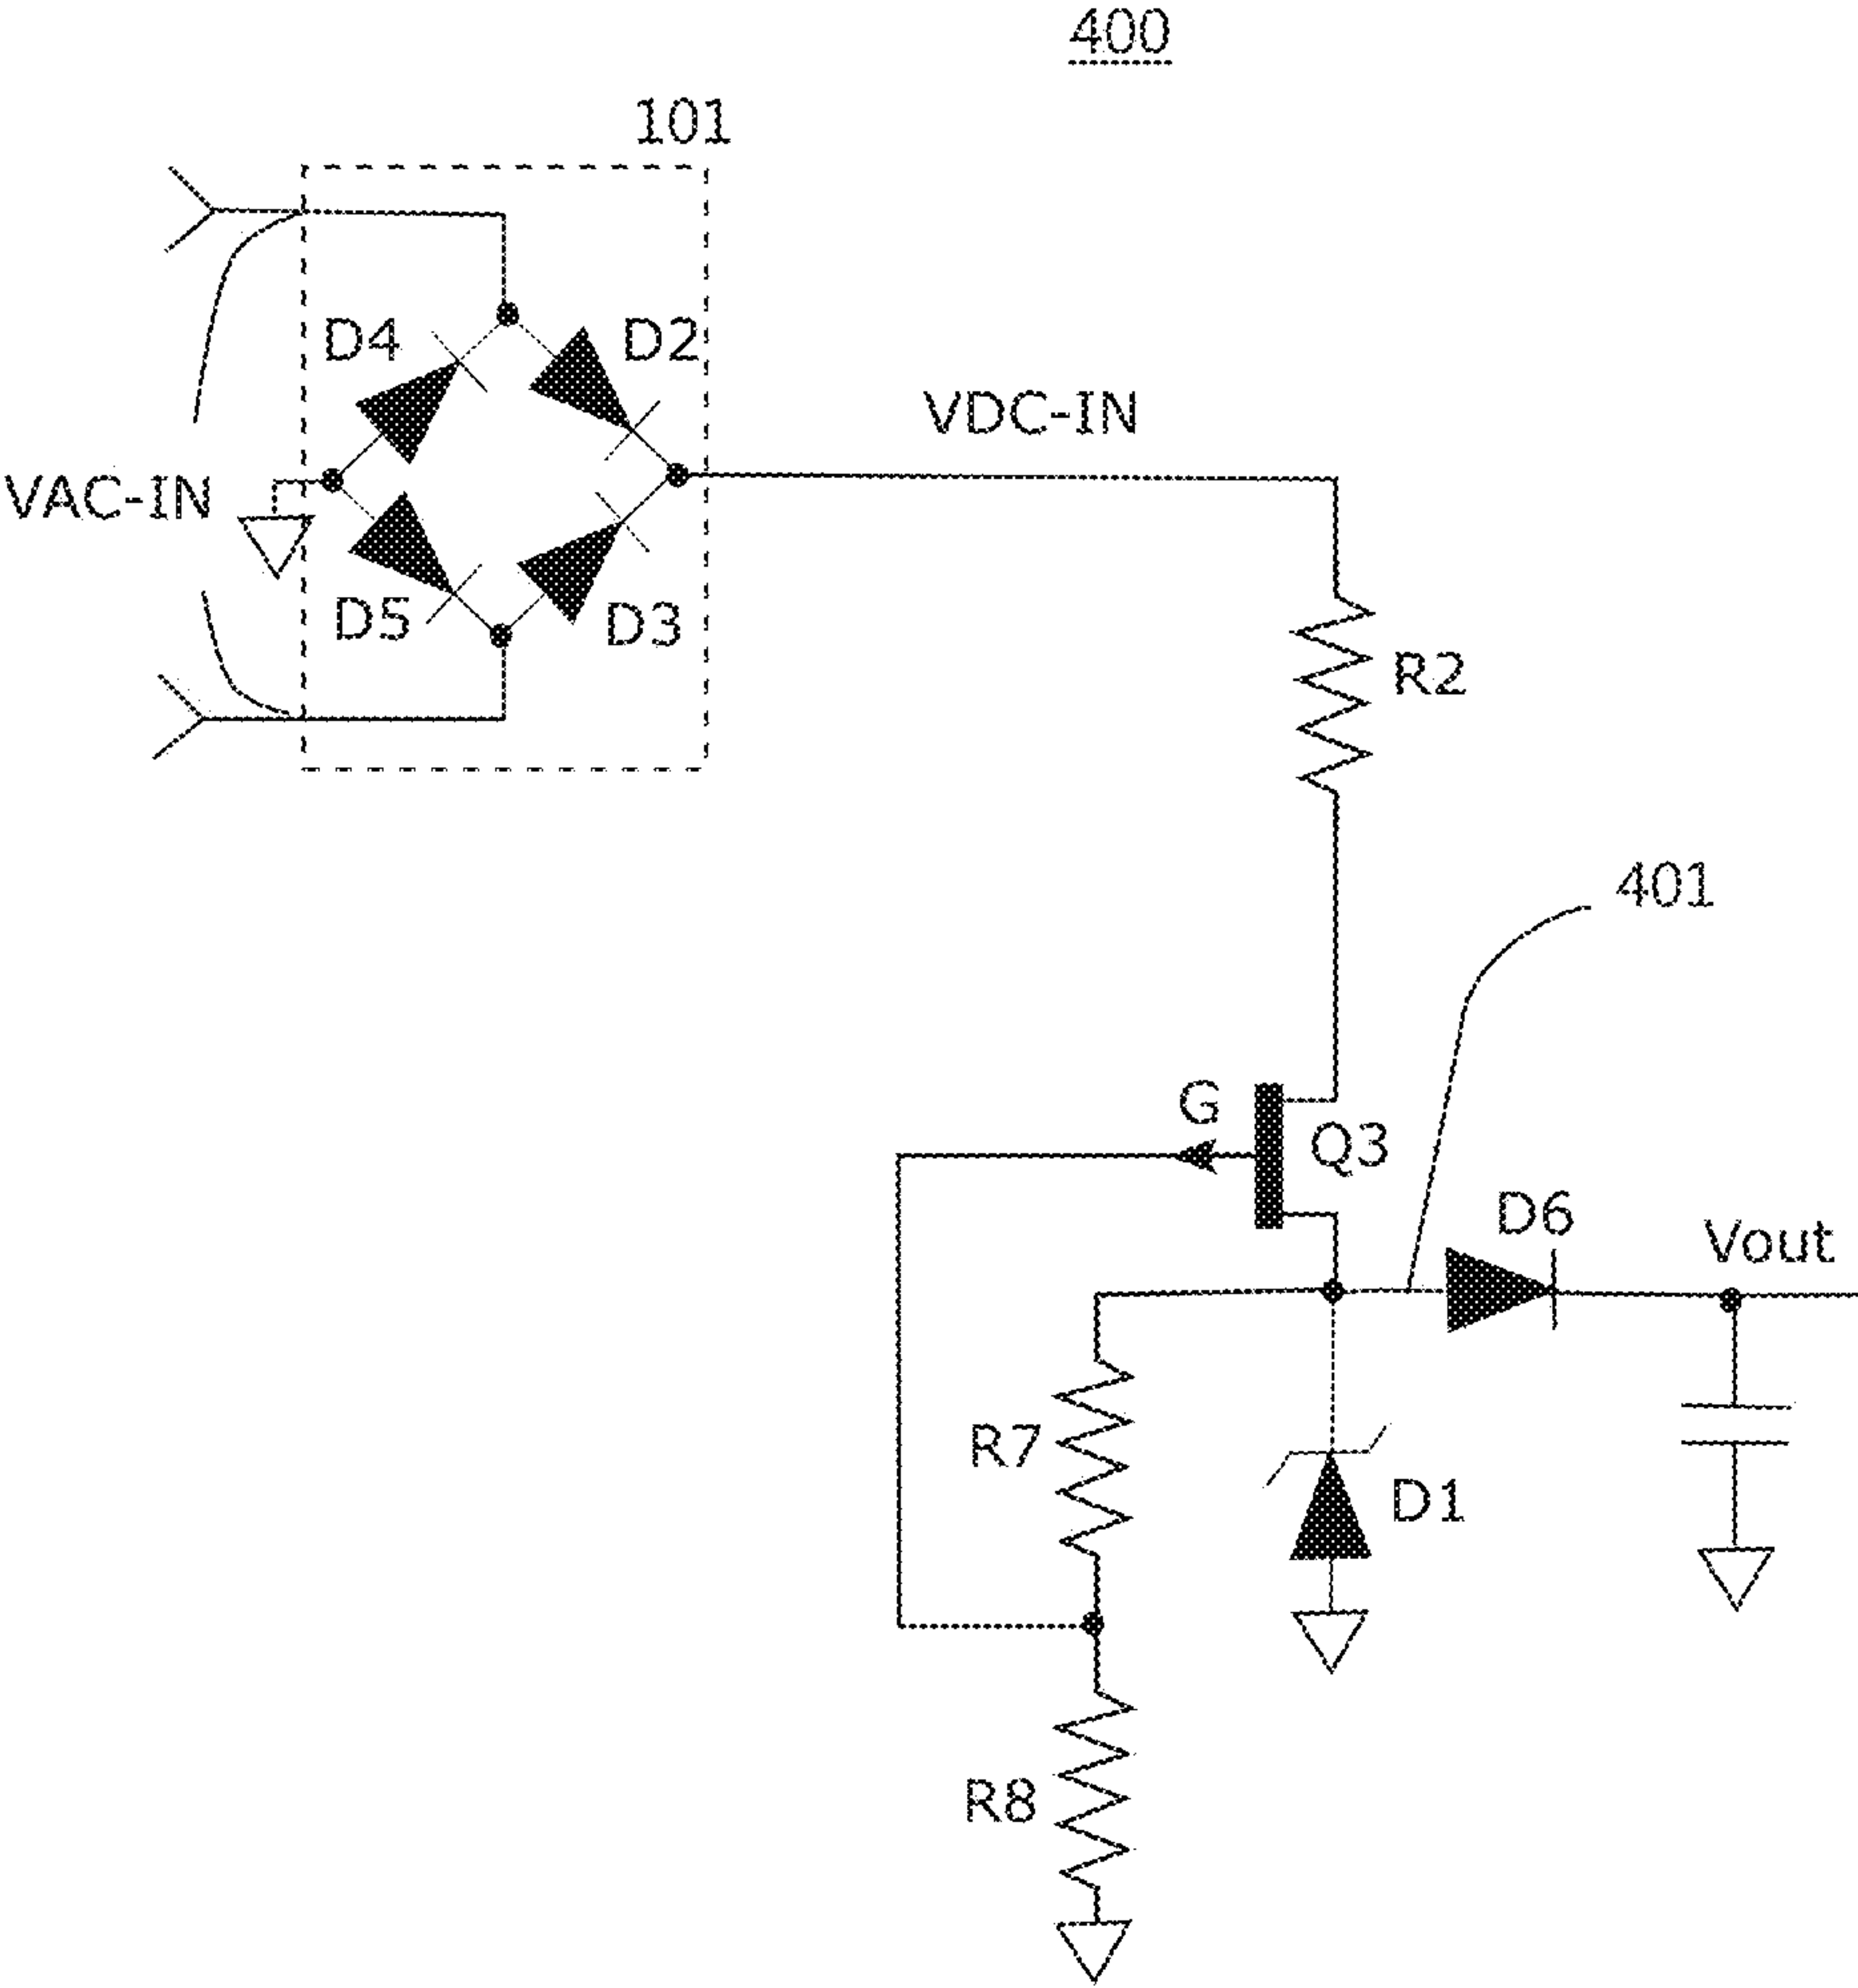 400
101
D4
D2
VDC-IN
VAC-IN
D5
D3
R2
401
G
Q3
D6
Vout
R7
D1
R8